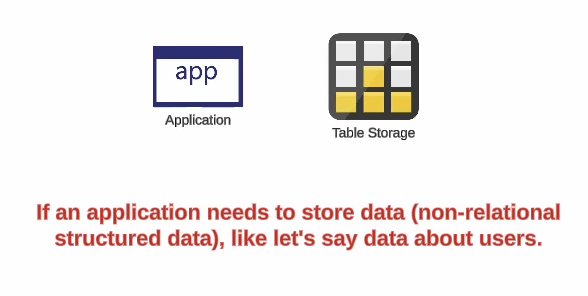 app
Application
Table Storage
If an application needs to store data (non-relational
structured data), like let's say data about users.